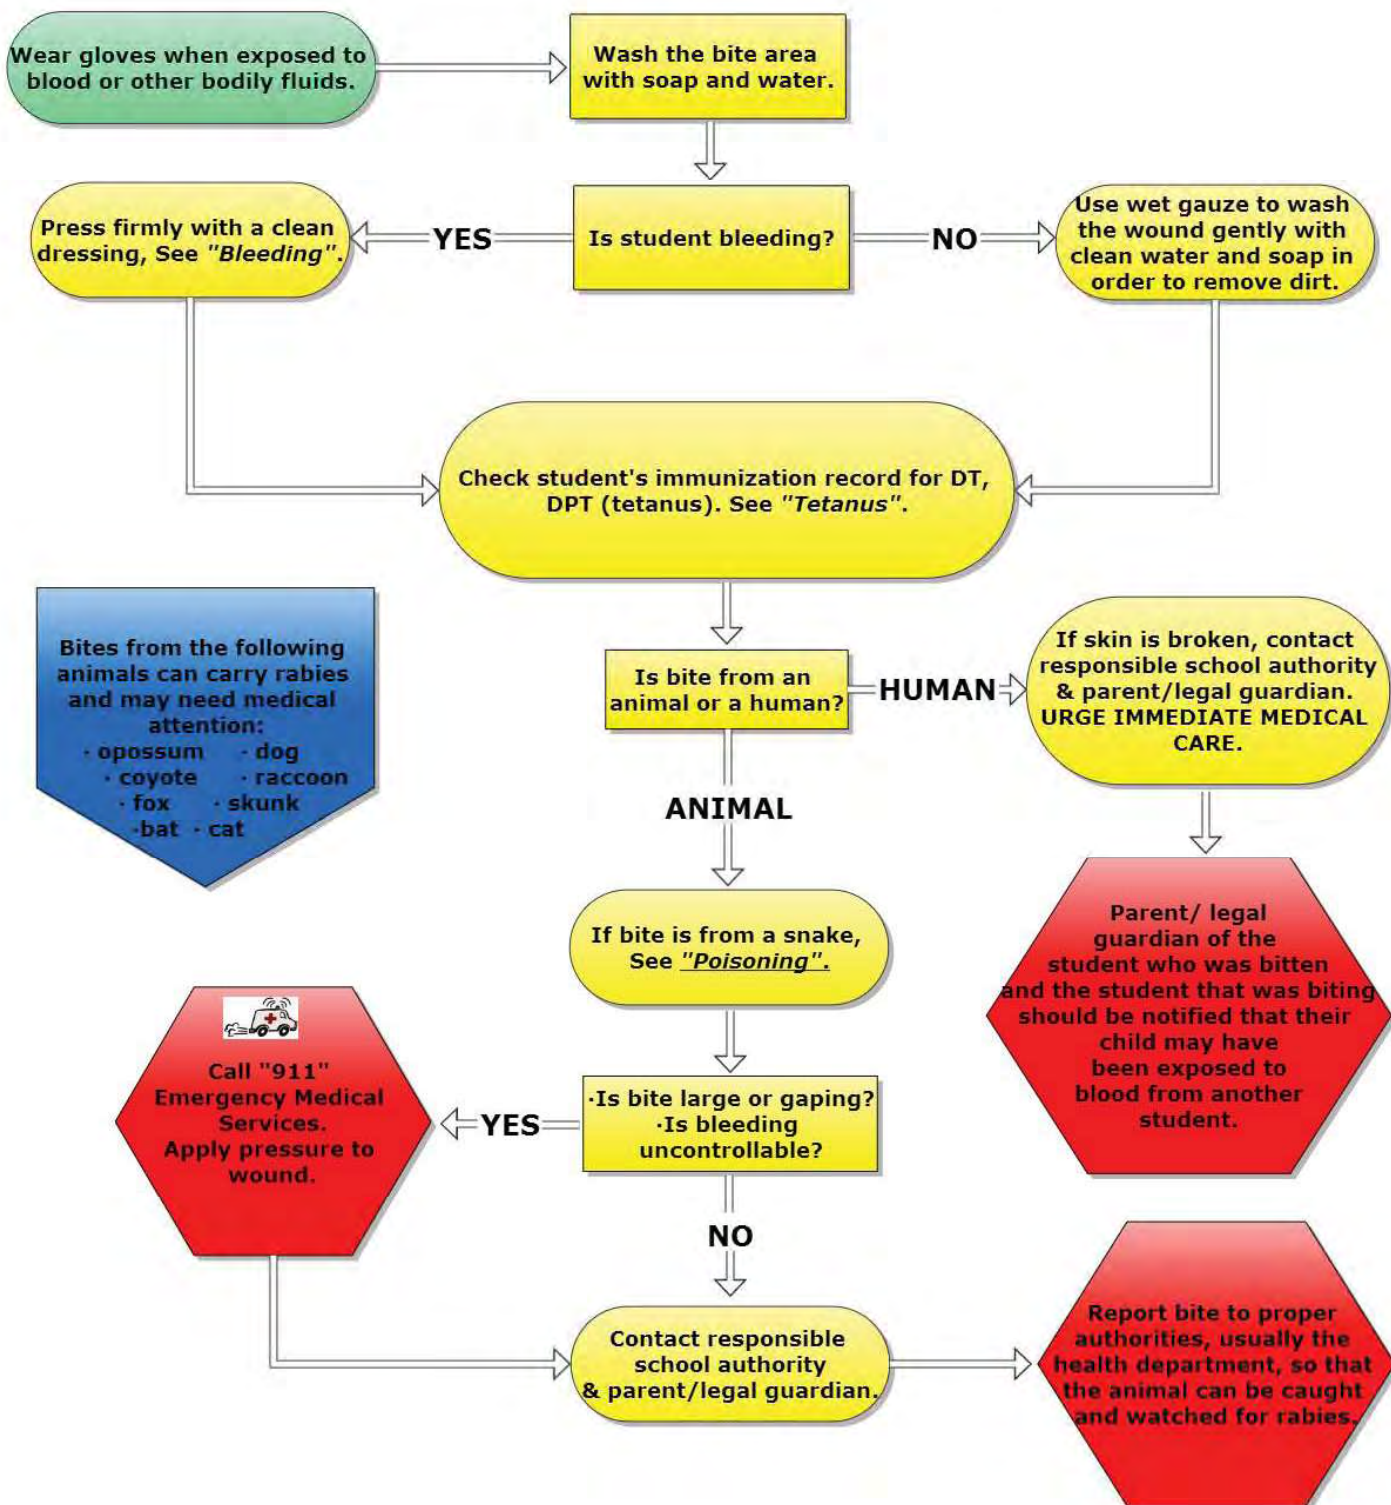 Wear gloves when exposed to
blood or other bodily fluids.
Wash the bite area
with soap and water.
Press firmly with a clean
dressing, See "Bleeding".
YES
Is student bleeding?
NO
Use wet gauze to wash
the wound gently with
clean water and soap in
order to remove dirt.
Check student's immunization record for DT,
DPT (tetanus). See "Tetanus".
Bites from the following
animals can carry rabies
and may need medical
attention:
· opossum · dog
· coyote · raccoon
· fox · skunk
·bat · cat
Is bite from an
animal or a human?
HUMAN
If skin is broken, contact
responsible school authority
& parent/legal guardian.
URGE IMMEDIATE MEDICAL
CARE.
ANIMAL
Parent/ legal
guardian of the
student who was bitten
and the student that was biting
should be notified that their
child may have
been exposed to
blood from another
student.
If bite is from a snake,
See "Poisoning".
Call "911"
Emergency Medical
Services.
Apply pressure to
wound.
YES
·Is bite large or gaping?
·Is bleeding
uncontrollable?
NO
Contact responsible
school authority
& parent/legal guardian.
Report bite to proper
authorities, usually the
health department, so that
the animal can be caught
and watched for rabies.